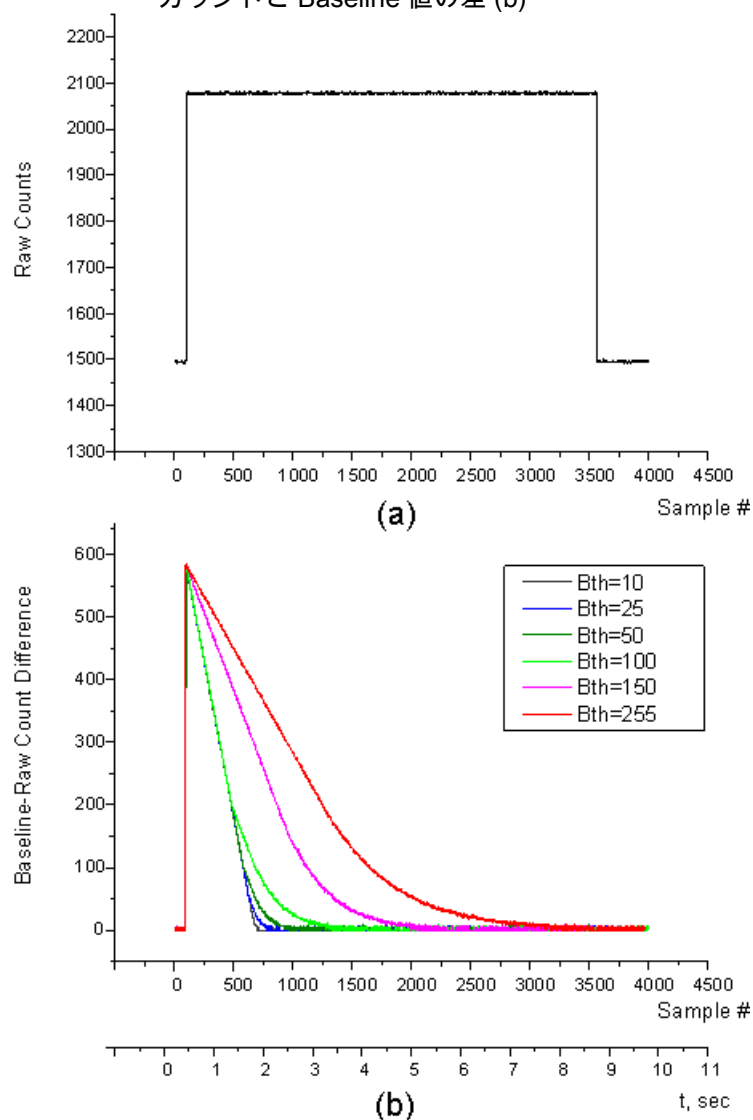 カウントと Baseline 値の差 (b)
2200
2100
2000
1900
1800
1700
1600
1500
1400
1300
Raw Counts
0 500 1000 1500 2000 2500 3000 3500 4000 4500
Sample #
(a)
600
500
400
300
200
100
0
Baseline-Raw Count Difference
Bth=10
Bth=25
Bth=50
Bth=100
Bth=150
Bth=255
0 500 1000 1500 2000 2500 3000 3500 4000 4500
Sample #
0 1 2 3 4 5 6 7 8 9 10 11
t, sec
(b)